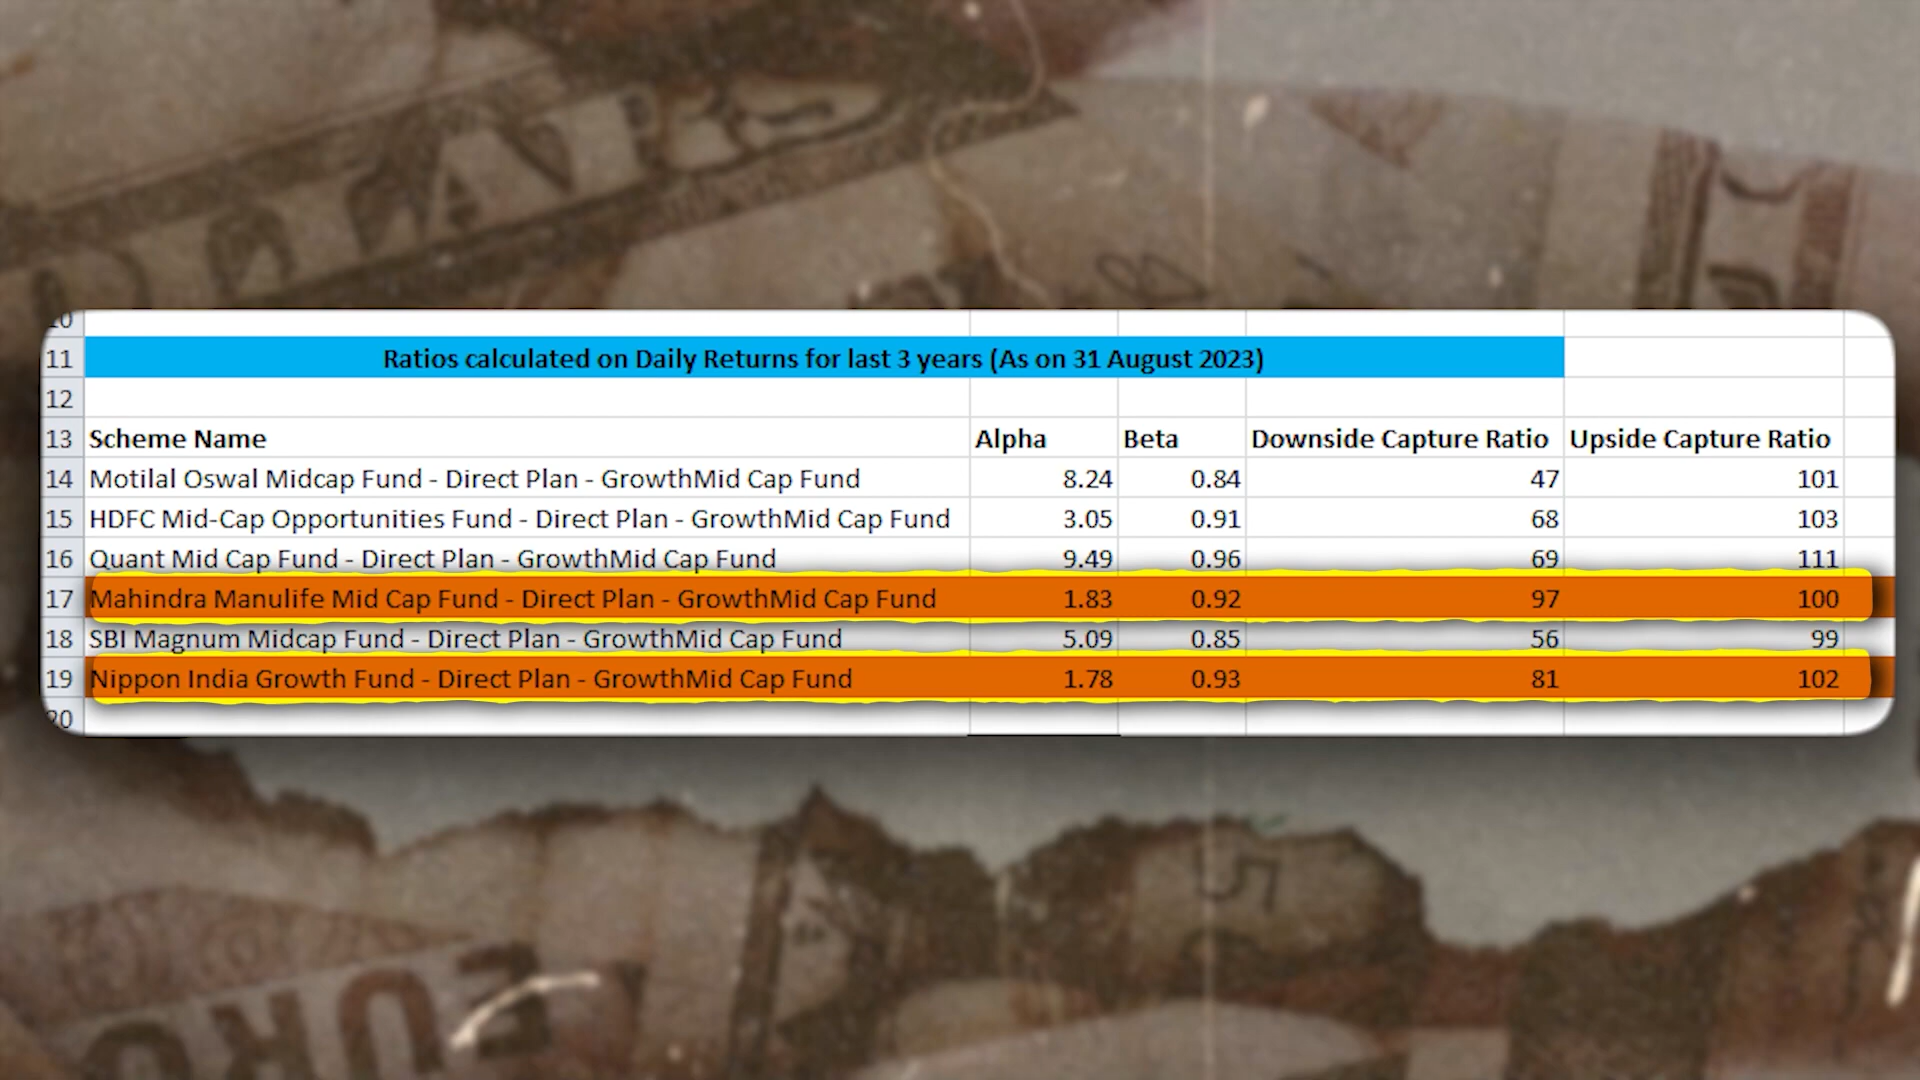 11 Ratios calculated on Daily Returns for last 3 years (As on 31 August 2023)
12
13 Scheme Name Alpha Beta Downside Capture Ratio Upside Capture Ratio
14 Motilal Oswal Midcap Fund - Direct Plan - GrowthMid Cap Fund 8.24 0.84 47 101
15 HDFC Mid-Cap Opportunities Fund - Direct Plan - GrowthMid Cap Fund 3.05 0.91 68 103
16 Quant Mid Cap Fund - Direct Plan - GrowthMid Cap Fund 9.49 0.96 69 111
17 Mahindra Manulife Mid Cap Fund - Direct Plan - GrowthMid Cap Fund 1.83 0.92 97 100
18 SBI Magnum Midcap Fund - Direct Plan - GrowthMid Cap Fund 5.09 0.85 56 99
19 Nippon India Growth Fund - Direct Plan - GrowthMid Cap Fund 1.78 0.93 81 102
20
EURO